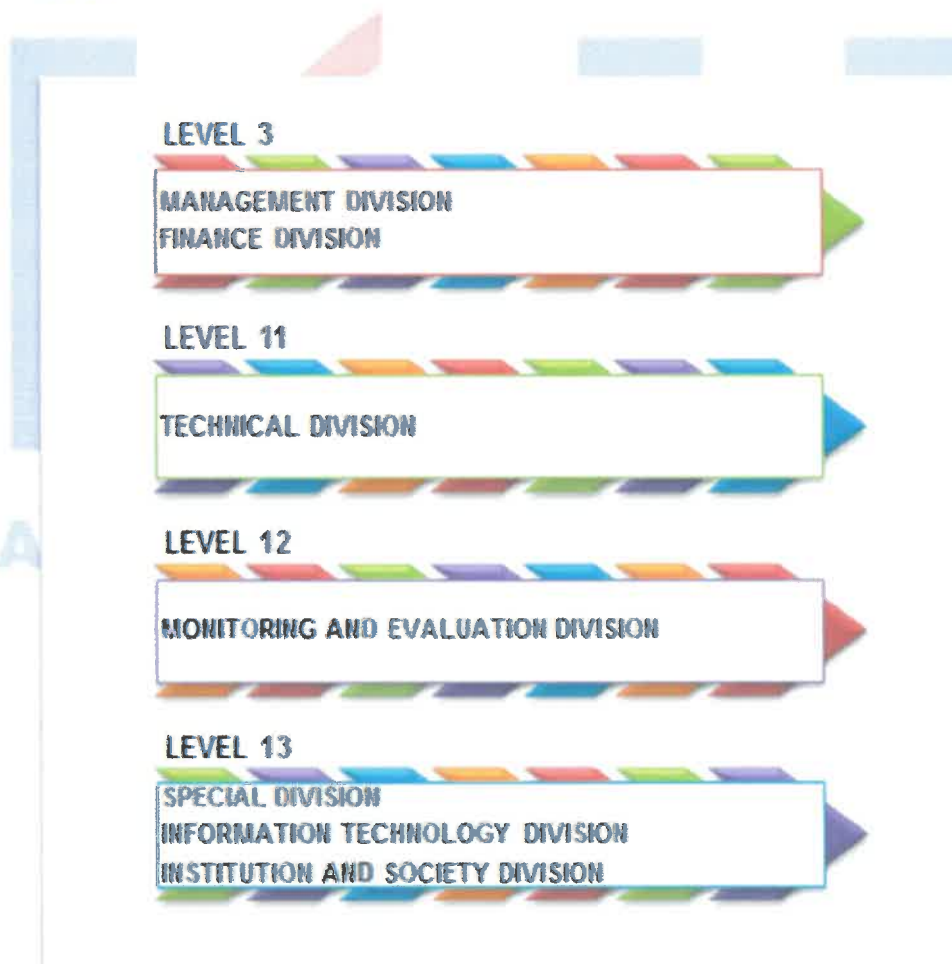 LEVEL 3
MANAGEMENT DIVISION
FINANCE DIVISION
LEVEL 11
TECHNICAL DIVISION
LEVEL 12
MONITORING AND EVALUATION DIVISION
LEVEL 13
SPECIAL DIVISION
INFORMATION TECHNOLOGY DIVISION
INSTITUTION AND SOCIETY DIVISION
A